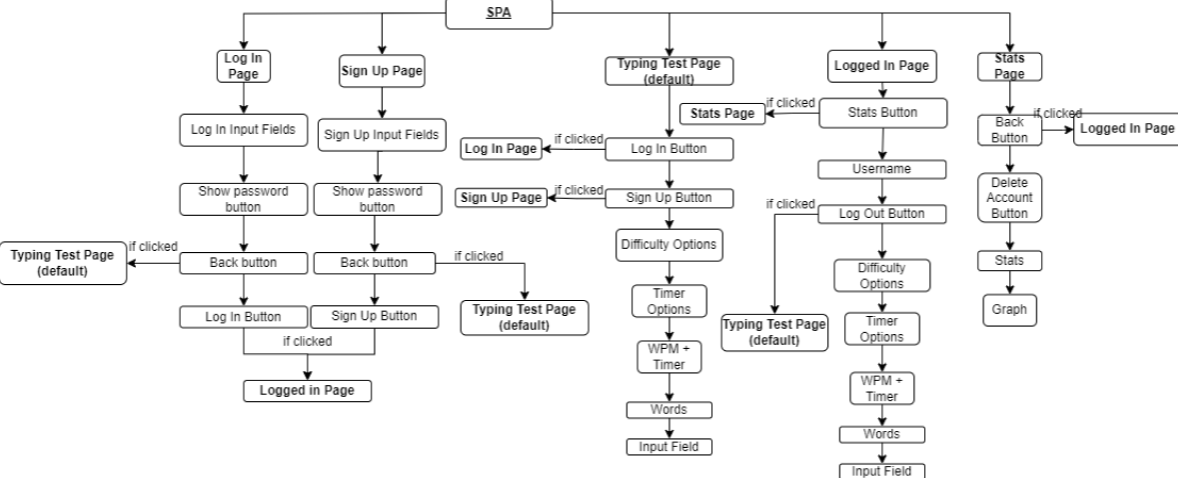 SPA
Log In
Page
Sign Up Page
Typing Test Page
(default)
Logged In Page
Stats
Page
Log In Input Fields
Sign Up Input Fields
Stats Page
if clicked
Stats Button
Back
Button
if clicked
Logged In Page
Log In Page
if clicked
Log In Button
Username
Show password
button
Show password
button
Sign Up Page
if clicked
Sign Up Button
if clicked
Log Out Button
Delete
Account
Button
Typing Test Page
(default)
if clicked
Back button
Back button
if clicked
Difficulty Options
Difficulty
Options
Stats
Log In Button
Sign Up Button
Typing Test Page
(default)
Timer
Options
Typing Test Page
(default)
Timer
Options
Graph
if clicked
Logged in Page
WPM +
Timer
WPM +
Timer
Words
Words
Input Field
Input Field